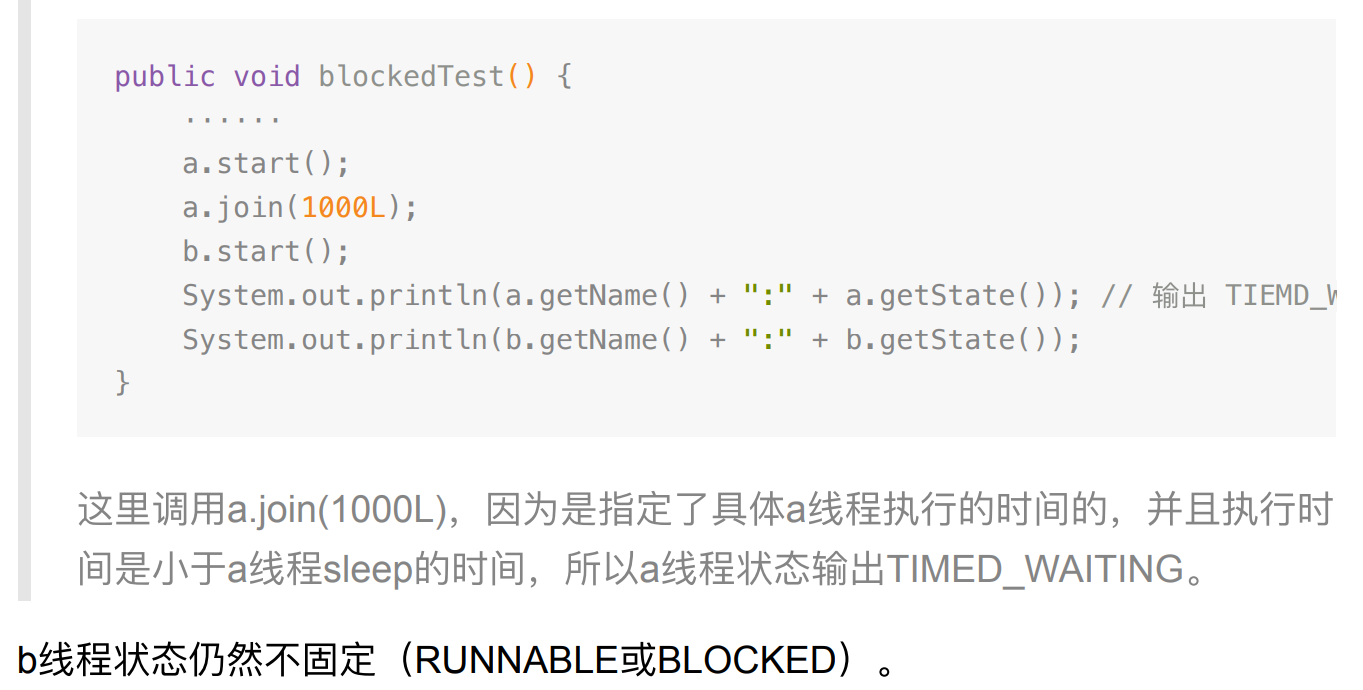 public void blockedTest() {
······
a.start();
a.join(1000L);
b.start();
System.out.println(a.getName() + ":" + a.getState()); // 输出 TIEMD_W
System.out.println(b.getName() + ":" + b.getState());
}
这里调用a.join(1000L)，因为是指定了具体a线程执行的时间的，并且执行时
间是小于a线程sleep的时间，所以a线程状态输出TIMED_WAITING。
b线程状态仍然不固定（RUNNABLE或BLOCKED）。